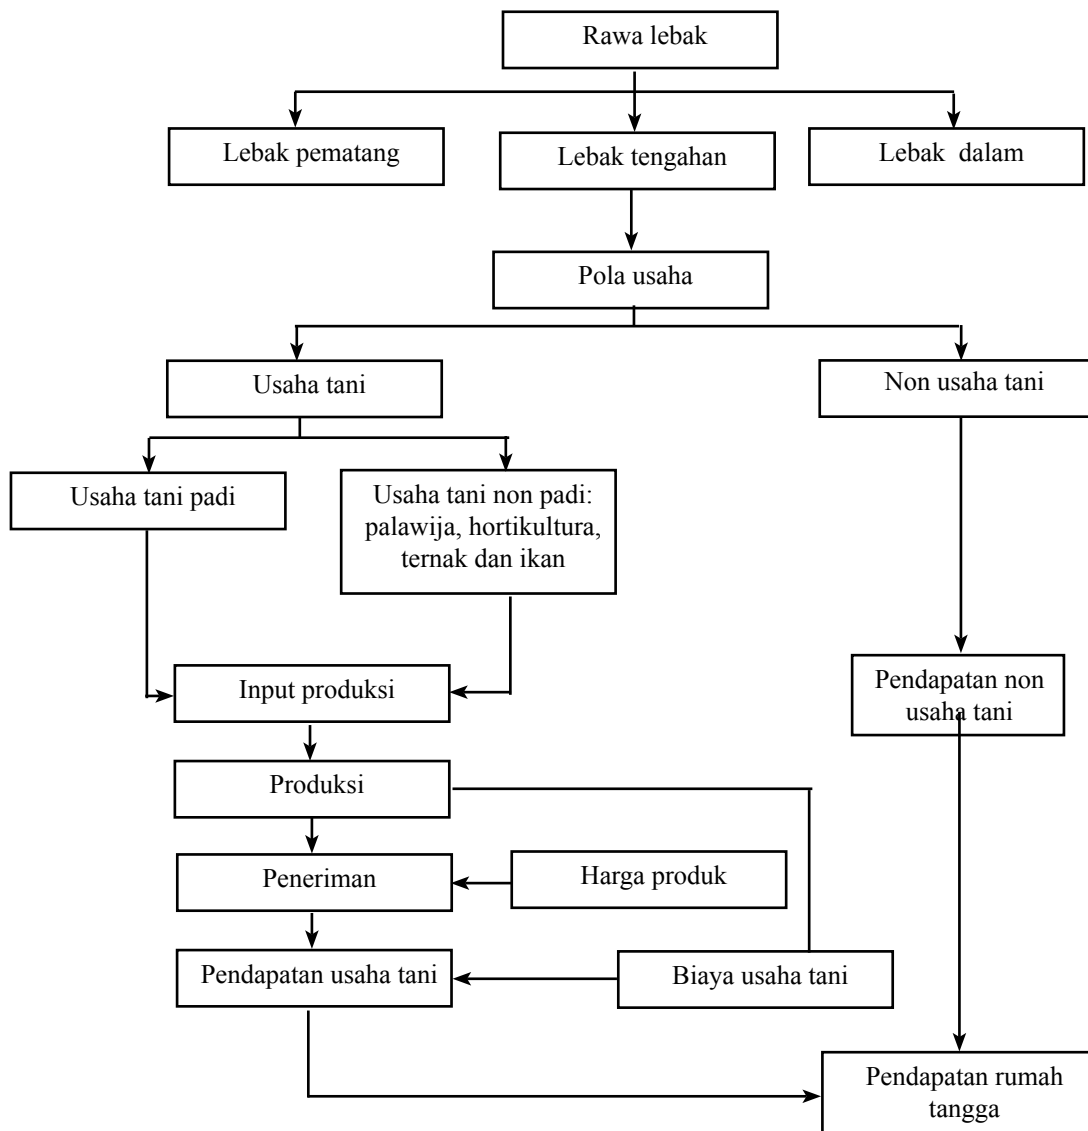 Rawa lebak
Lebak pematang
Lebak tengahan
Lebak dalam
Pola usaha
Usaha tani
Non usaha tani
Usaha tani padi
Usaha tani non padi:
palawija, hortikultura,
ternak dan ikan
Input produksi
Pendapatan non
usaha tani
Produksi
Peneriman
Harga produk
Pendapatan usaha tani
Biaya usaha tani
Pendapatan rumah
tangga